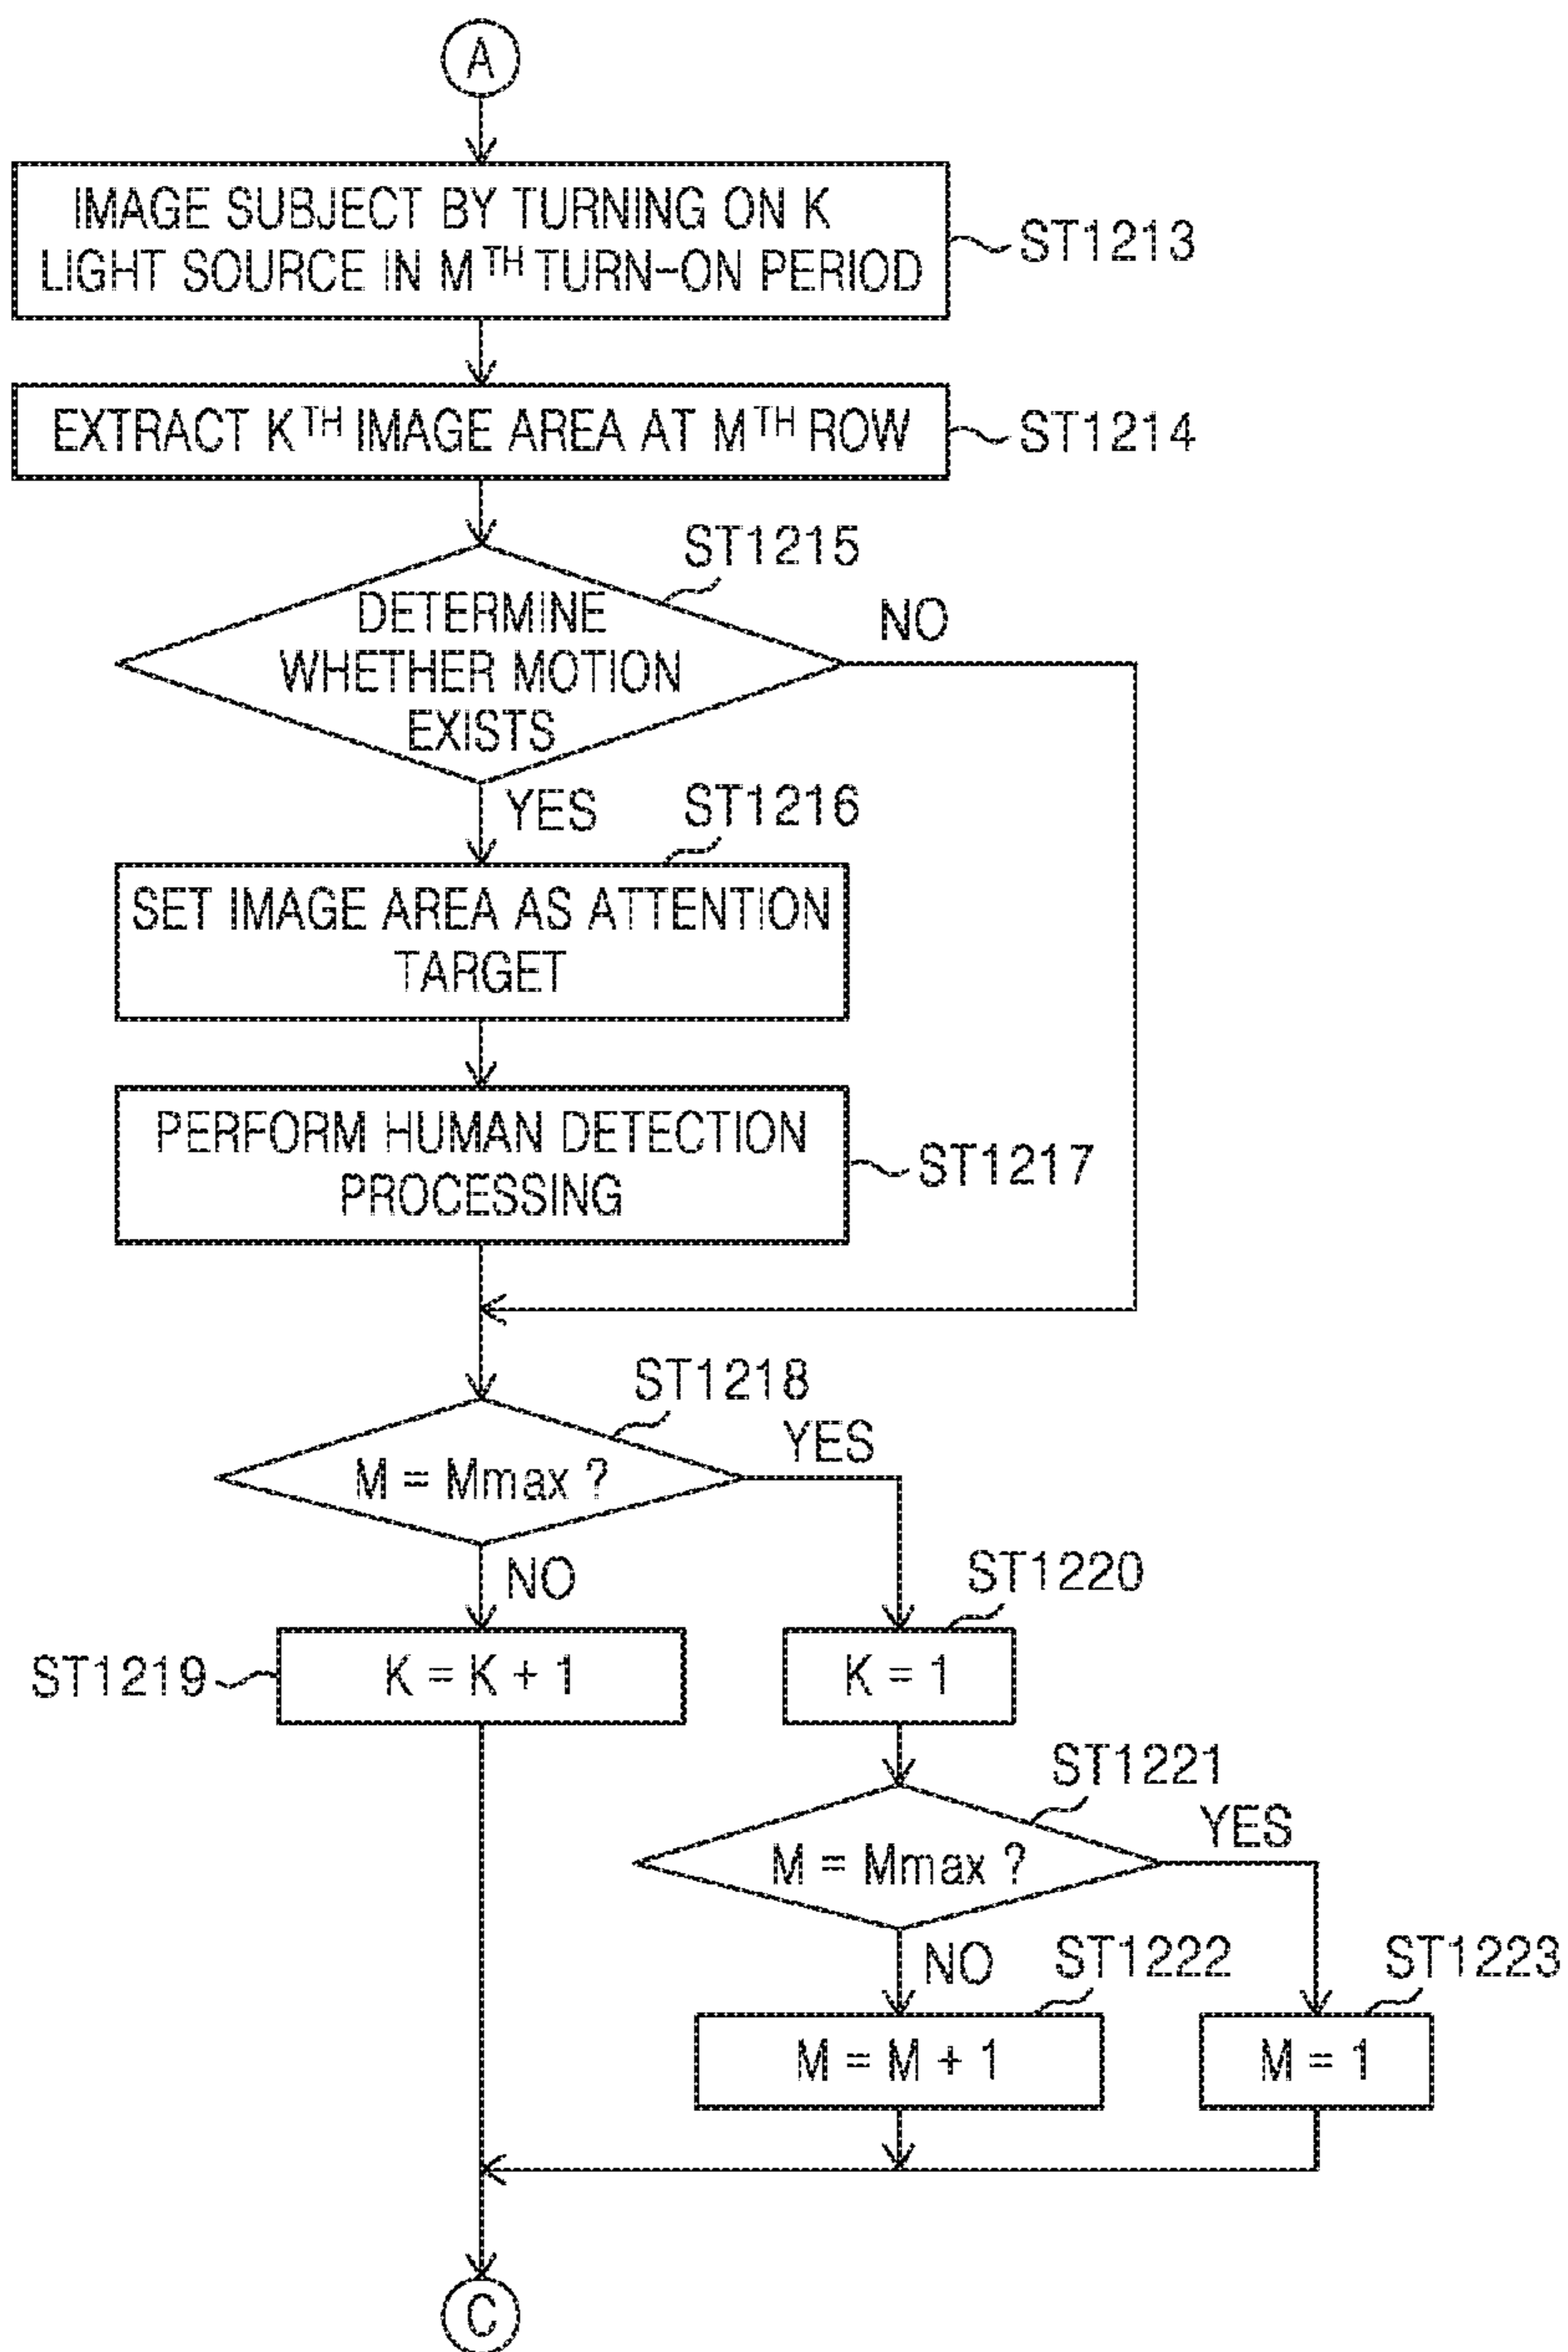 A
IMAGE SUBJECT BY TURNING ON K
LIGHT SOURCE IN MTH TURN-ON PERIOD
ST1213
EXTRACT KTH IMAGE AREA AT MTH ROW
ST1214
ST1215
DETERMINE
WHETHER MOTION
EXISTS
NO
YES
ST1216
SET IMAGE AREA AS ATTENTION
TARGET
PERFORM HUMAN DETECTION
PROCESSING
ST1217
ST1218
M = Mmax ?
YES
NO
ST1220
ST1219
K = K + 1
K = 1
ST1221
M = Mmax ?
YES
NO
ST1222
ST1223
M = M + 1
M = 1
C